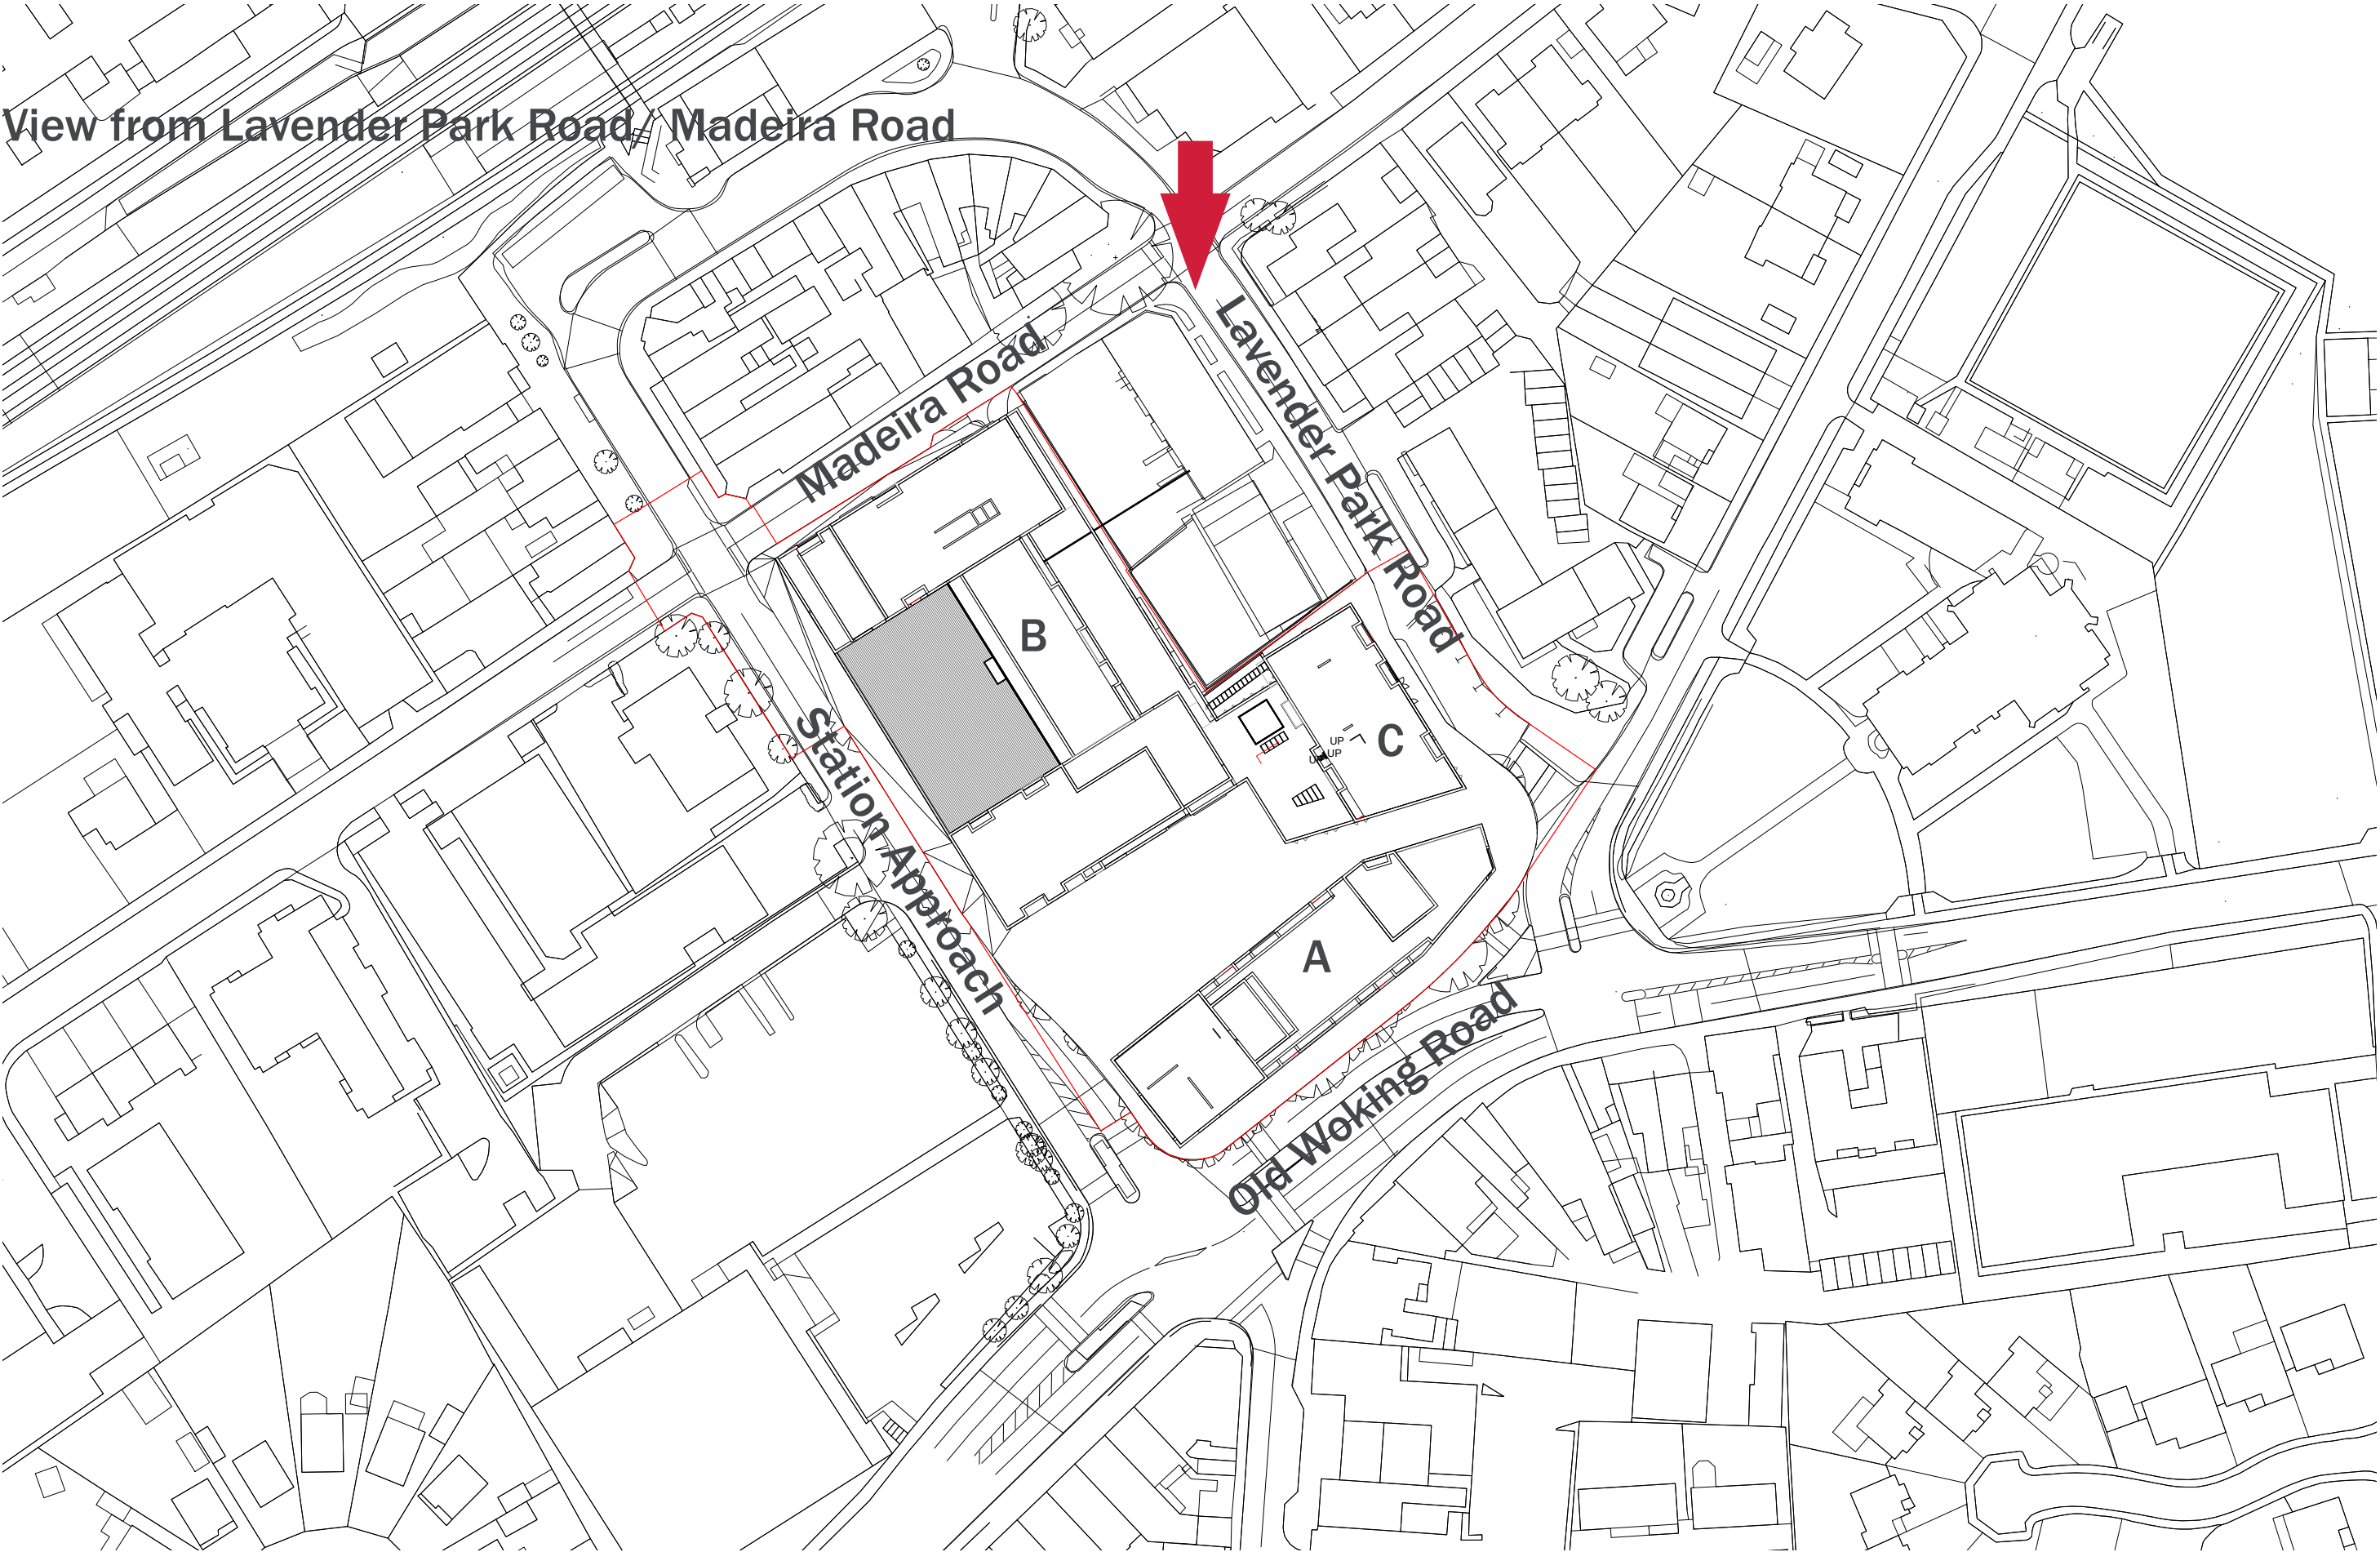 View from Lavender Park Road / Madeira Road
Madeira Road
Lavender Park Road
B
Station Approach
C
UP
UP
A
Old Woking Road